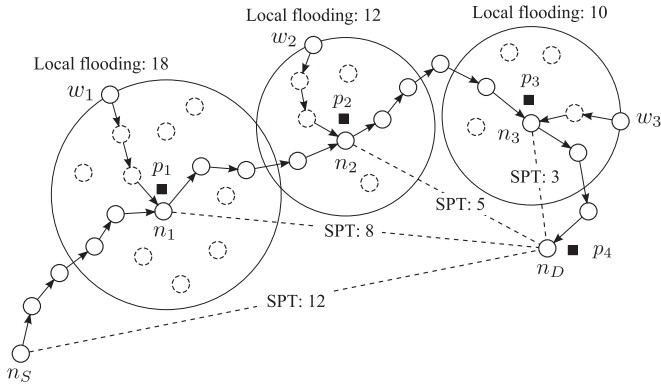 Local flooding: 12
Local flooding: 10
Local flooding: 18
w2
w1
p3
p2
w3
n3
n2
p1
SPT: 3
SPT: 5
n1
SPT: 8
p4
nD
SPT: 12
nS